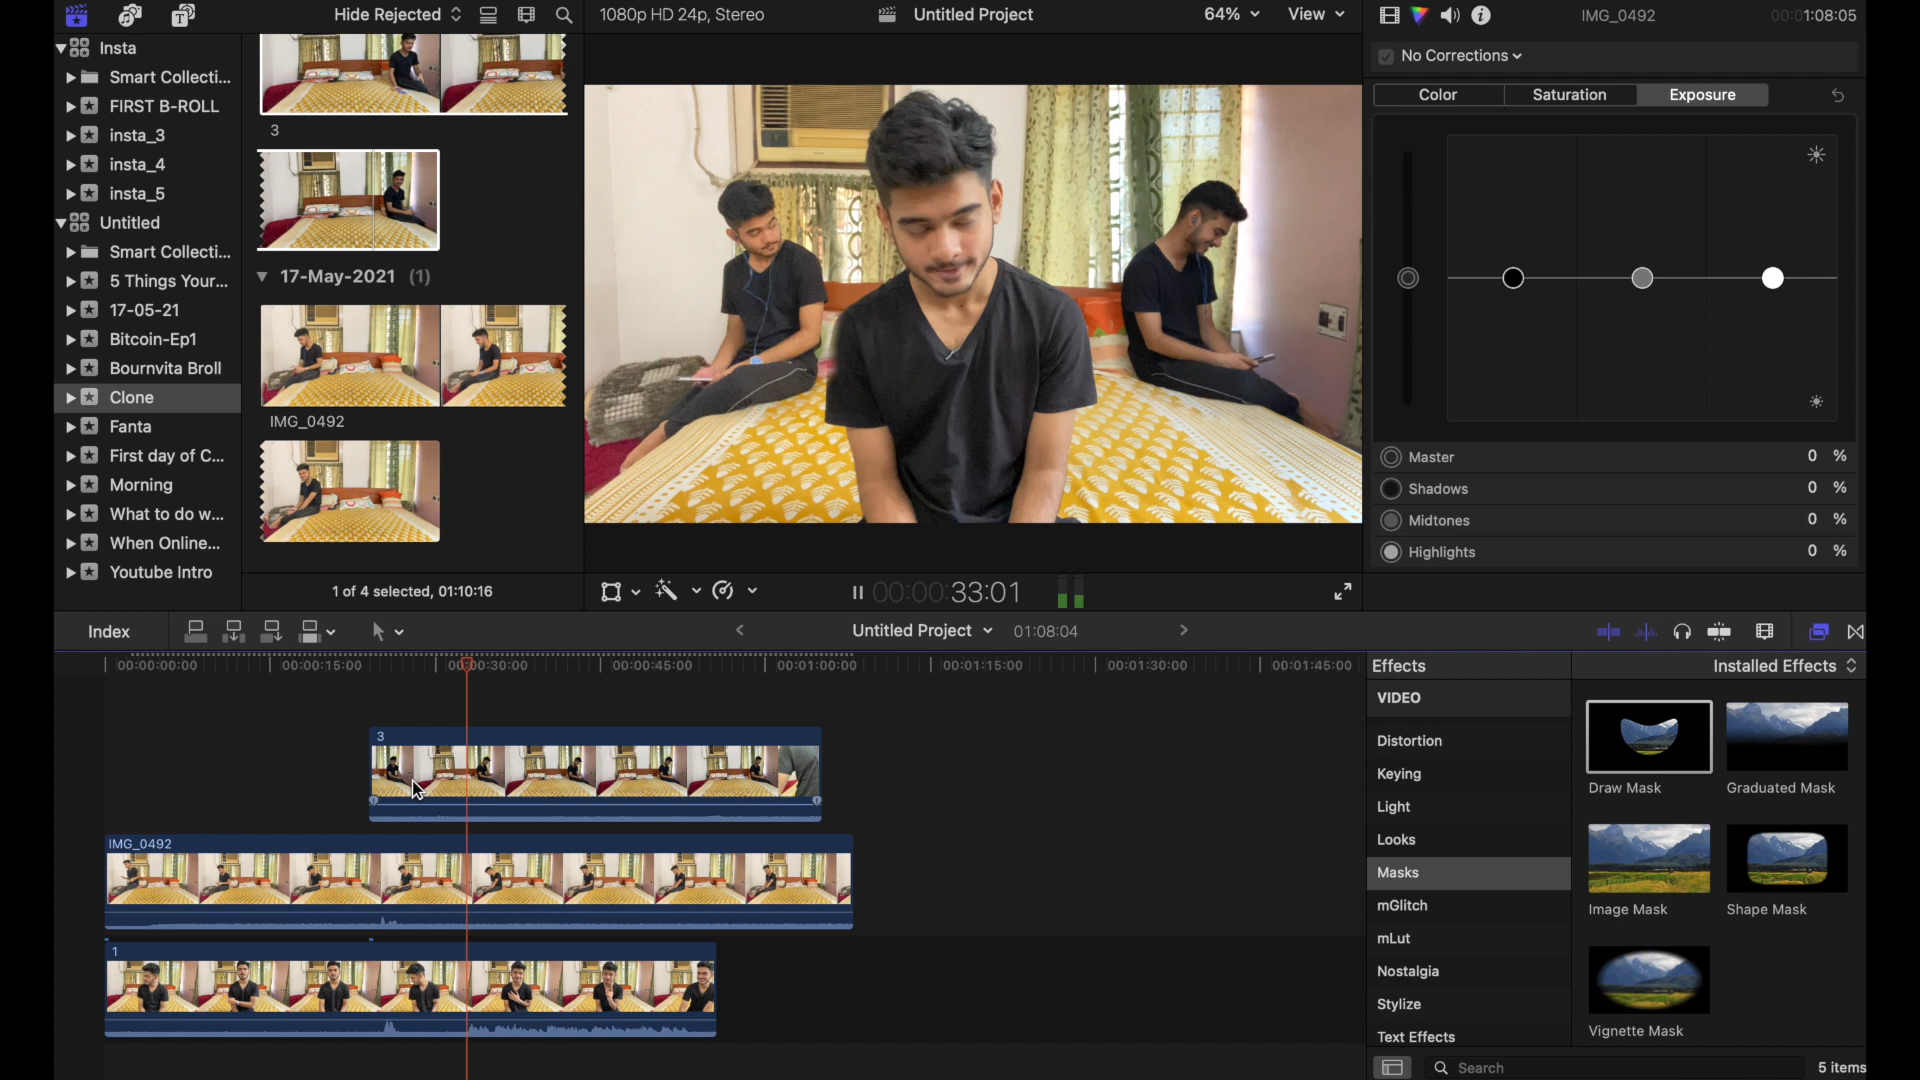 Hide Rejected
1080p HD 24p, Stereo
Untitled Project
64%
View
IMG_0492
00:00:01:08:05
Insta
Smart Collecti...
FIRST B-ROLL
insta_3
insta_4
insta_5
Untitled
Smart Collecti...
5 Things Your...
17-05-21
Bitcoin-Ep1
Bournvita Broll
Clone
Fanta
First day of C...
Morning
What to do w...
When Online...
Youtube Intro
3
17-May-2021 (1)
IMG_0492
1 of 4 selected, 01:10:16
00:00:00:33:01
No Corrections
Color
Saturation
Exposure
Master 0 %
Shadows 0 %
Midtones 0 %
Highlights 0 %
Index
Untitled Project
01:08:04
00:00:00:00
00:00:15:00
00:00:30:00
00:00:45:00
00:01:00:00
00:01:15:00
00:01:30:00
00:01:45:00
3
IMG_0492
1
Effects
Installed Effects
VIDEO
Distortion
Keying
Light
Looks
Masks
mGlitch
mLut
Nostalgia
Stylize
Text Effects
Draw Mask
Graduated Mask
Image Mask
Shape Mask
Vignette Mask
Search
5 items